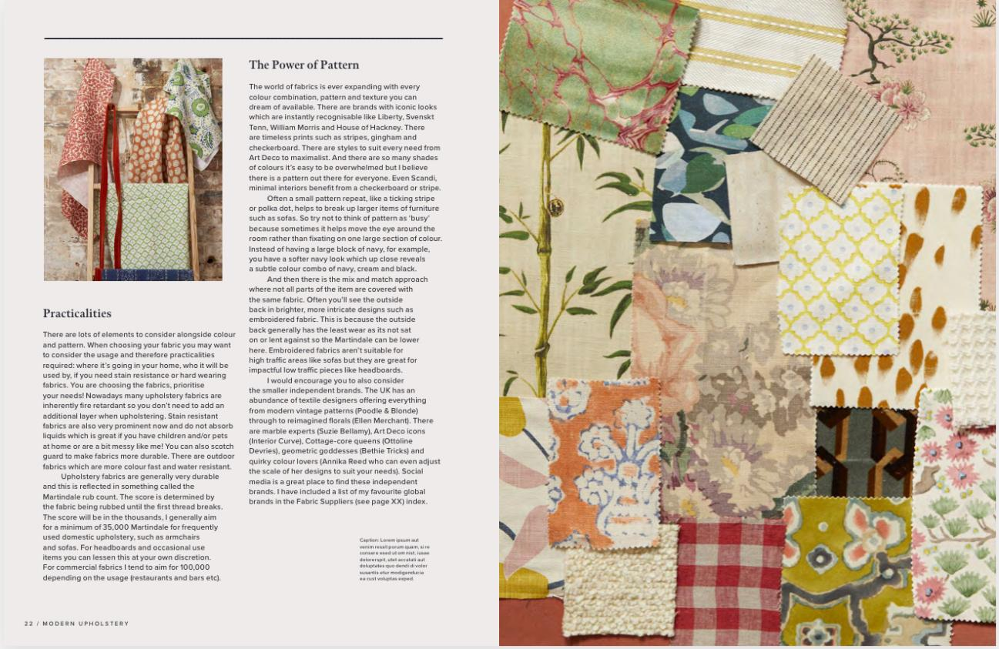 Practicalities
There are lots of elements to consider alongside colour
and pattern. When choosing your fabric you may want
to consider the usage and therefore practicalities
required: where it's going in your home, who it will be
used by, if you need stain resistance or hard wearing
fabrics. You are choosing the fabrics, prioritise
your needs! Nowadays many upholstery fabrics are
inherently fire retardant so you don't need to add an
additional layer when upholstering. Stain resistant
fabrics are also very prominent now and do not absorb
liquids which is great if you have children and/or pets
at home or are a bit messy like me! You can also scotch
guard to make fabrics more durable. There are outdoor
fabrics which are more colour fast and water resistant.
Upholstery fabrics are generally very durable
and this is reflected in something called the
Martindale rub count. The score is determined by
the fabric being rubbed until the first thread breaks.
The score will be in the thousands, I generally aim
for a minimum of 35,000 Martindale for frequently
used domestic upholstery, such as armchairs
and sofas. For headboards and occasional use
items you can lessen this at your own discretion.
For commercial fabrics I tend to aim for 100,000
depending on the usage (restaurants and bars etc).
The Power of Pattern
The world of fabrics is ever expanding with every
colour combination, pattern and texture you can
dream of available. There are brands with iconic looks
which are instantly recognisable like Liberty, Svenskt
Tenn, William Morris and House of Hackney. There
are timeless prints such as stripes, gingham and
checkerboard. There are styles to suit every need from
Art Deco to maximalist. And there are so many shades
of colours it's easy to be overwhelmed but I believe
there is a pattern out there for everyone. Even Scandi,
minimal interiors benefit from a checkerboard or stripe.
Often a small pattern repeat, like a ticking stripe
or polka dot, helps to break up larger items of furniture
such as sofas. So try not to think of pattern as 'busy'
because sometimes it helps move the eye around the
room rather than fixating on one large section of colour.
Instead of having a large block of navy, for example,
you have a softer navy look which up close reveals
a subtle colour combo of navy, cream and black.
And then there is the mix and match approach
where not all parts of the item are covered with
the same fabric. Often you'll see the outside
back in brighter, more intricate designs such as
embroidered fabric. This is because the outside
back generally has the least wear as its not sat
on or lent against so the Martindale can be lower
here. Embroidered fabrics aren't suitable for
high traffic areas like sofas but they are great for
impactful low traffic pieces like headboards.
I would encourage you to also consider
the smaller independent brands. The UK has an
abundance of textile designers offering everything
from modern vintage patterns (Poodle & Blonde)
through to reimagined florals (Ellen Merchant). There
are marble experts (Suzie Bellamy), Art Deco icons
(Interior Curve), Cottage-core queens (Ottoline
Devries), geometric goddesses (Bethie Tricks) and
quirky colour lovers (Annika Reed who can even adjust
the scale of her designs to suit your needs). Social
media is a great place to find these independent
brands. I have included a list of my favourite global
brands in the Fabric Suppliers (see page XX) index.
Caption: Lorem ipsum aut
venim ressit porum quam, si re
consero esed ut om nist, iusae
dolorerspit, utet accatati aut
doluptates quo dendi di volor
susantis etur modigenducia
ea cust voluptas exped.
22 / MODERN UPHOLSTERY